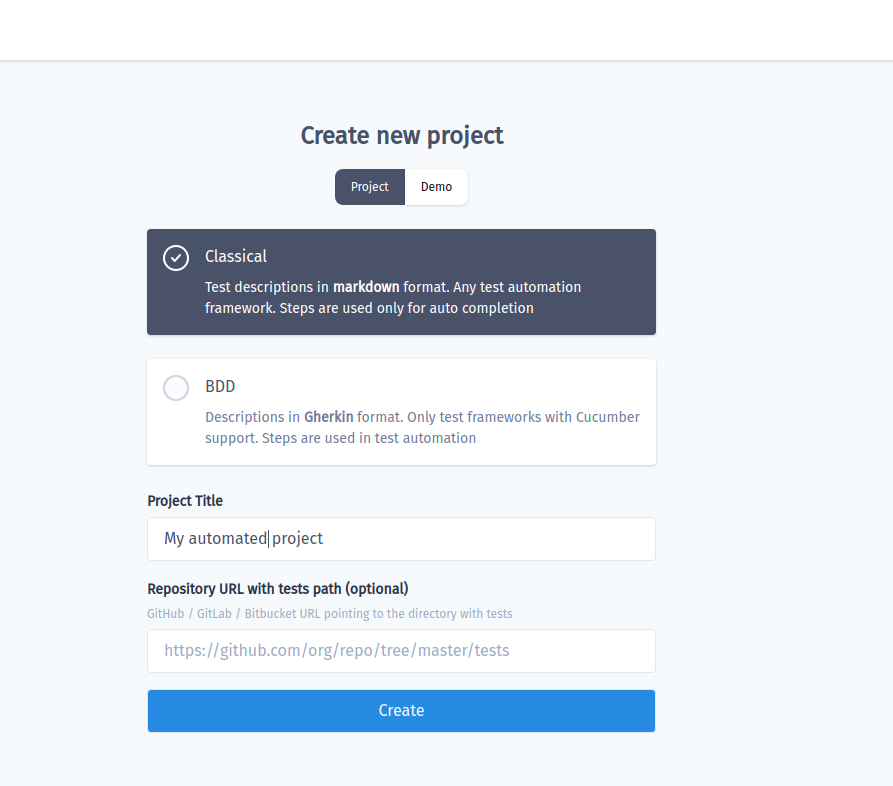 Create new project
Project Demo
Classical
Test descriptions in markdown format. Any test automation
framework. Steps are used only for auto completion
BDD
Descriptions in Gherkin format. Only test frameworks with Cucumber
support. Steps are used in test automation
Project Title
My automated project
Repository URL with tests path (optional)
GitHub / GitLab / Bitbucket URL pointing to the directory with tests
https://github.com/org/repo/tree/master/tests
Create